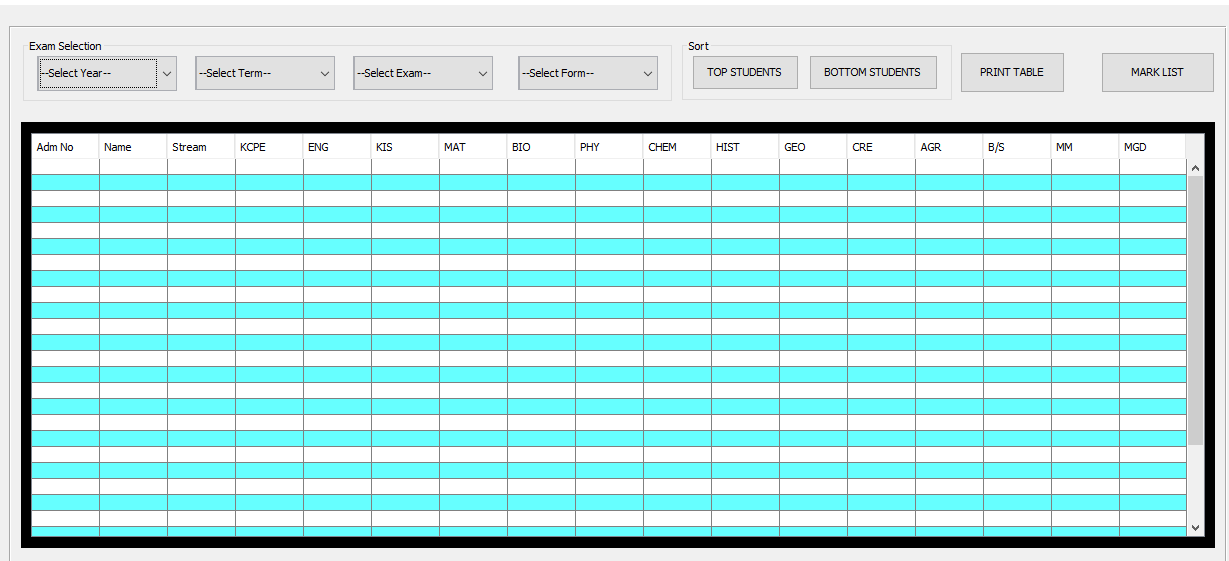 Exam Selection
Sort
--Select Year-- --Select Term-- --Select Exam-- --Select Form-- TOP STUDENTS BOTTOM STUDENTS PRINT TABLE MARK LIST
Adm No Name Stream KCPE ENG KIS MAT BIO PHY CHEM HIST GEO CRE AGR B/S MM MGD